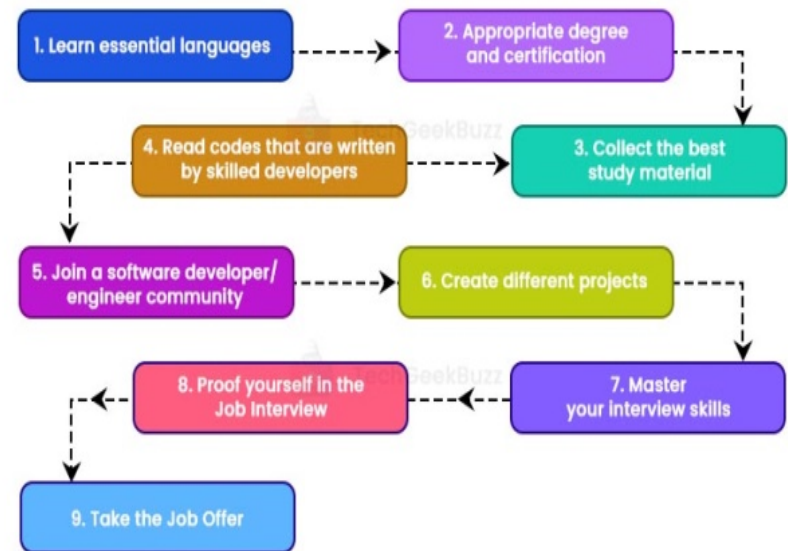 1. Learn essential languages
2. Appropriate degree
and certification
TechGeekBuzz
3. Collect the best
study material
4. Read codes that are written
by skilled developers
5. Join a software developer/
engineer community
6. Create different projects
TechGeekBuzz
7. Master
your interview skills
8. Proof yourself in the
Job Interview
9. Take the Job Offer